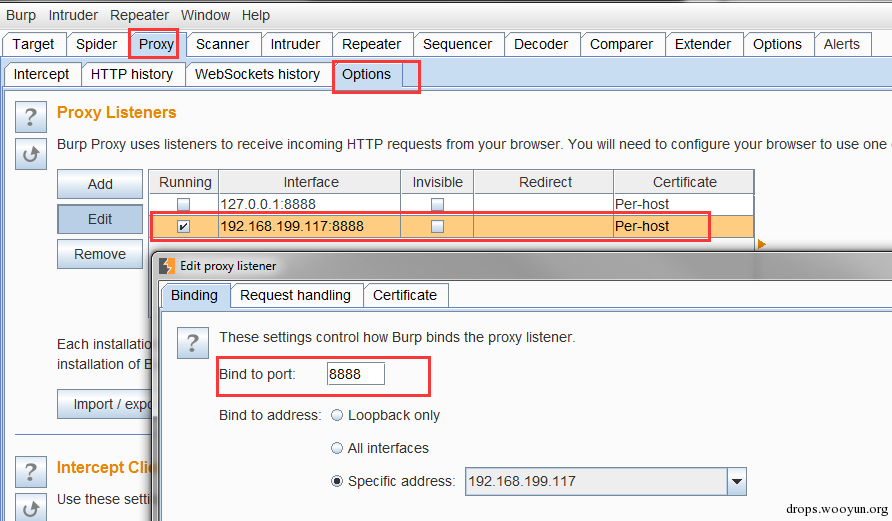 Burp Intruder Repeater Window Help
Target Spider Proxy Scanner Intruder Repeater Sequencer Decoder Comparer Extender Options Alerts
Intercept HTTP history WebSockets history Options
? Proxy Listeners
Burp Proxy uses listeners to receive incoming HTTP requests from your browser. You will need to configure your browser to use one
Add Running Interface Invisible Redirect Certificate
127.0.0.1:8888 Per-host
Edit 192.168.199.117:8888 Per-host
Remove
Edit proxy listener
Binding Request handling Certificate
? These settings control how Burp binds the proxy listener.
Each installatio
installation of B
Bind to port: 8888
Import / expo
Bind to address: Loopback only
All interfaces
? Intercept Clie
Specific address: 192.168.199.117
Use these setti
drops.wooyun.org